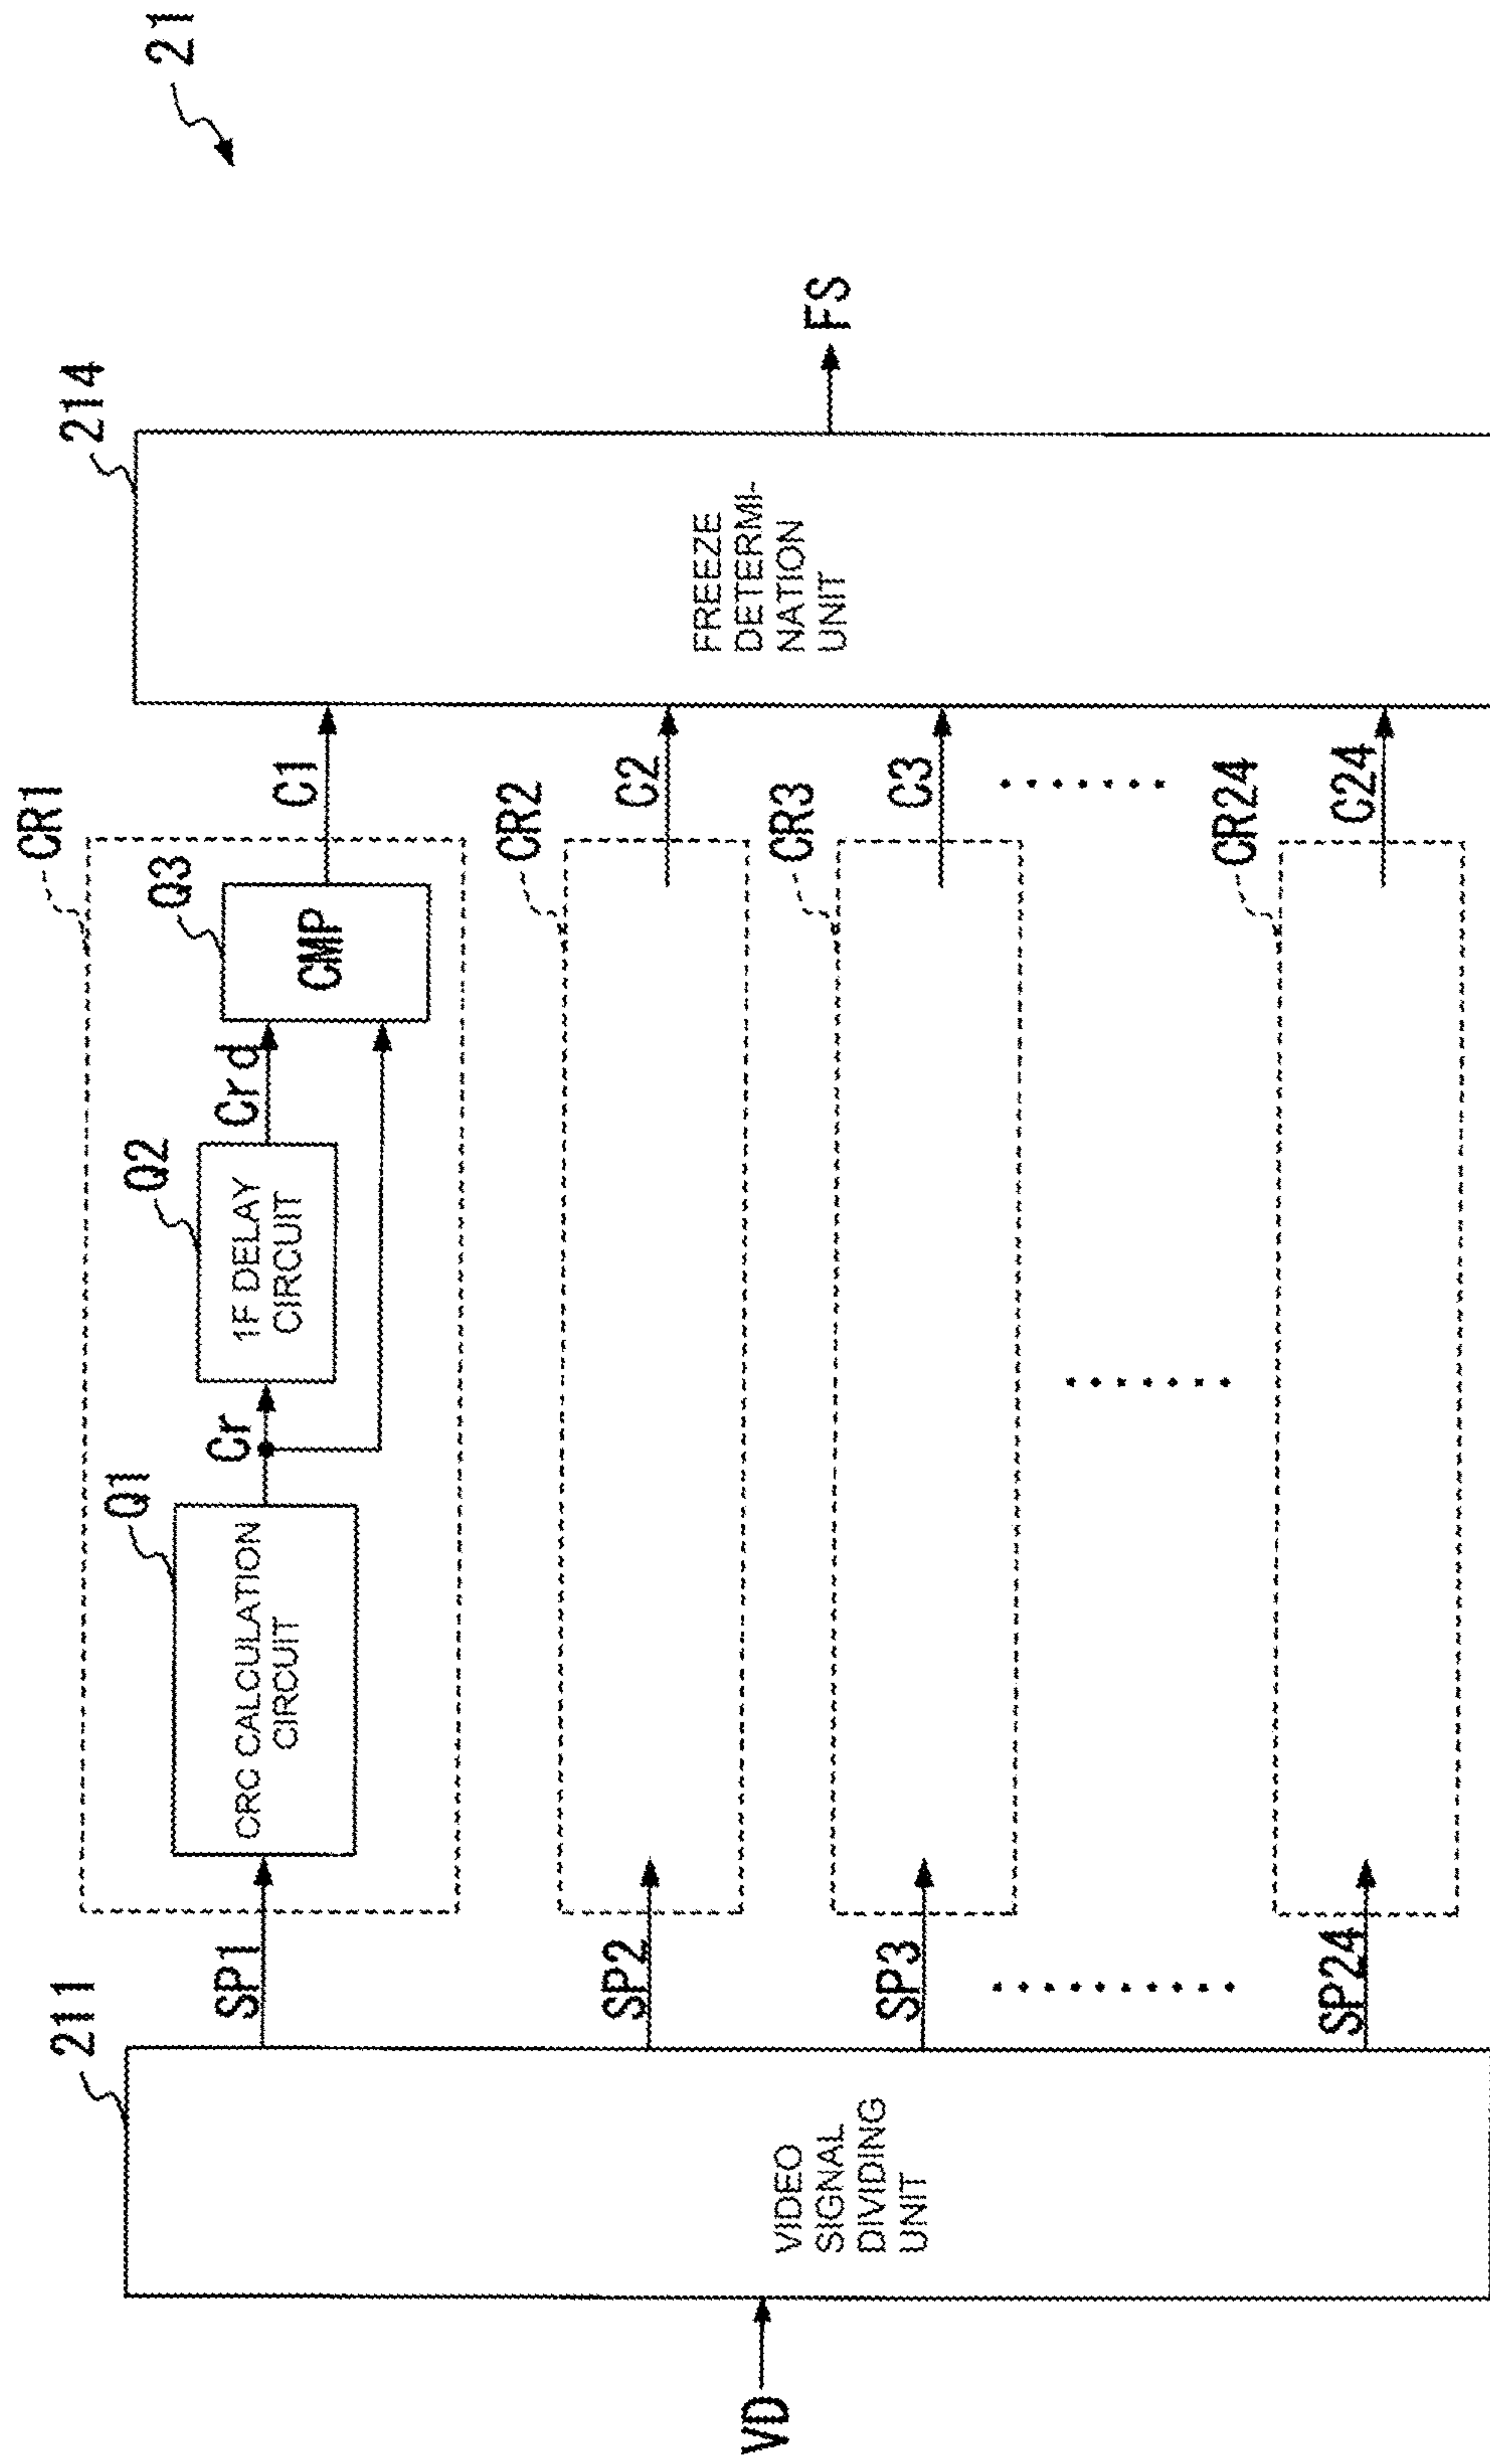 21
VD
211
VIDEO
SIGNAL
DIVIDING
UNIT
SP1
SP2
SP3
SP24
CR1
Q1
CRC CALCULATION
CIRCUIT
Cr
Q2
1F DELAY
CIRCUIT
Crd
Q3
CMP
CR2
CR3
CR24
C1
C2
C3
C24
214
FREEZE
DETERMI-
NATION
UNIT
FS